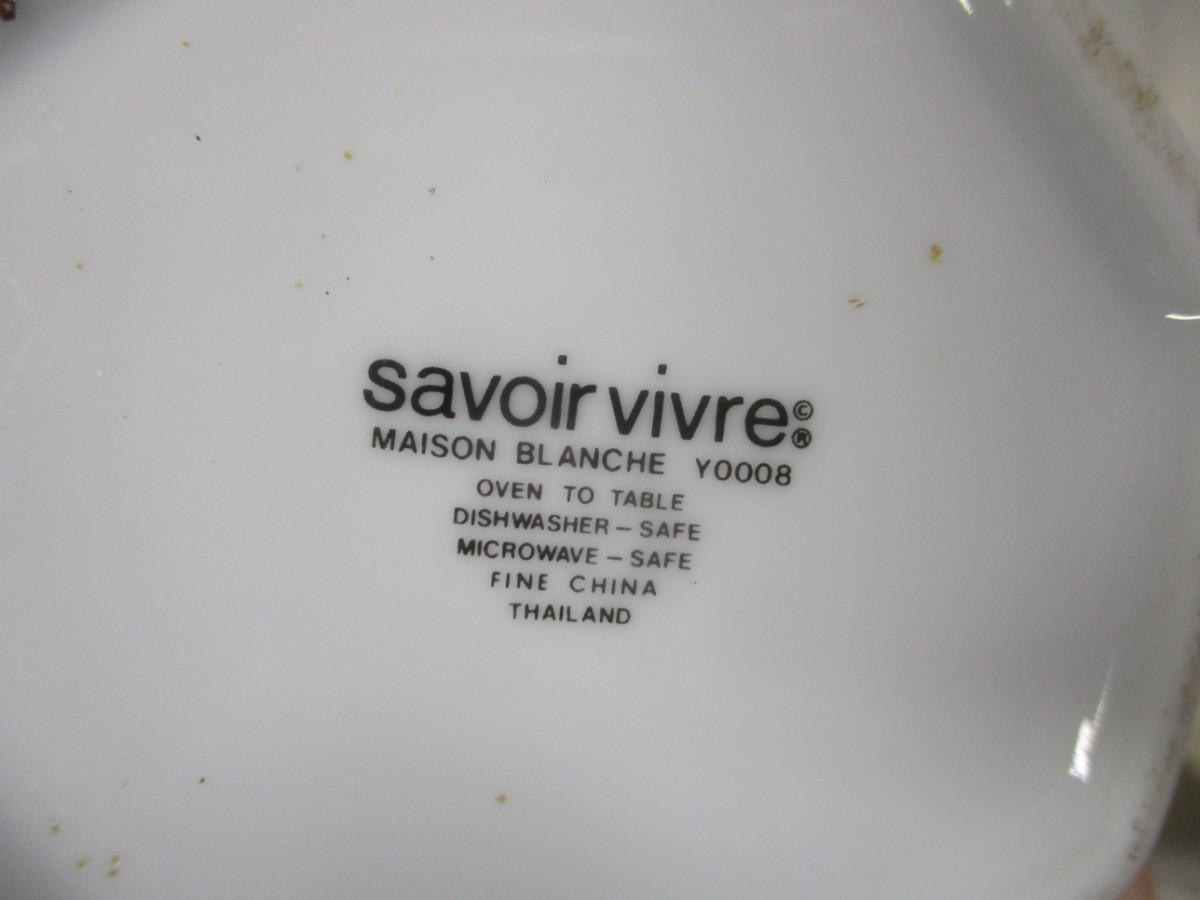 savoir vivre©®
MAISON BLANCHE Y0008
OVEN TO TABLE
DISHWASHER – SAFE
MICROWAVE – SAFE
FINE CHINA
THAILAND